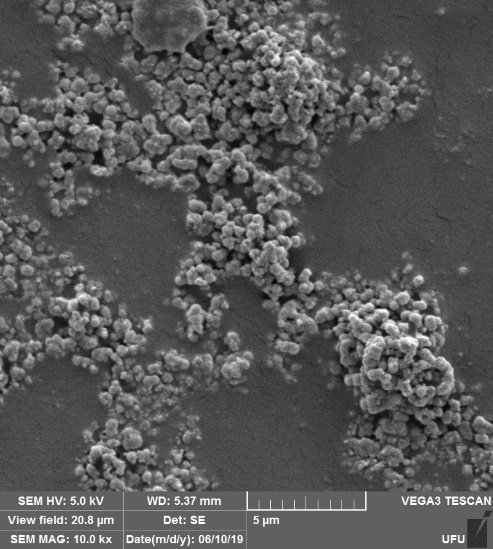 SEM HV: 5.0 kV WD: 5.37 mm VEGA3 TESCAN
View field: 20.8 µm Det: SE 5 µm
SEM MAG: 10.0 kx Date(m/d/y): 06/10/19 UFU